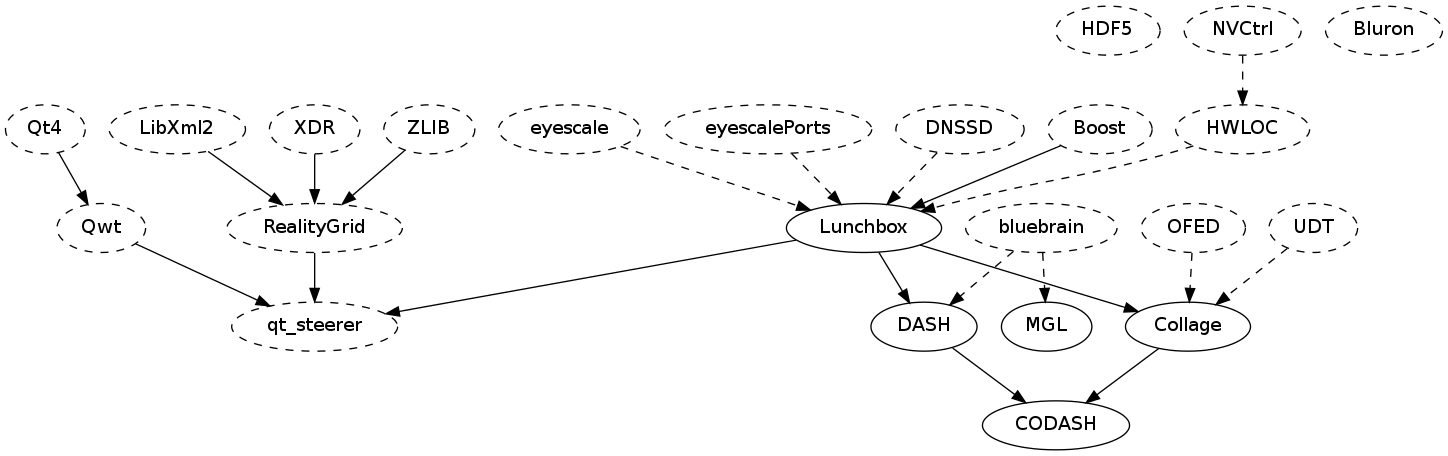 HDF5
NVCtrl
Bluron
Qt4
LibXml2
XDR
ZLIB
eyescale
eyescalePorts
DNSSD
Boost
HWLOC
Qwt
RealityGrid
Lunchbox
bluebrain
OFED
UDT
qt_steerer
DASH
MGL
Collage
CODASH